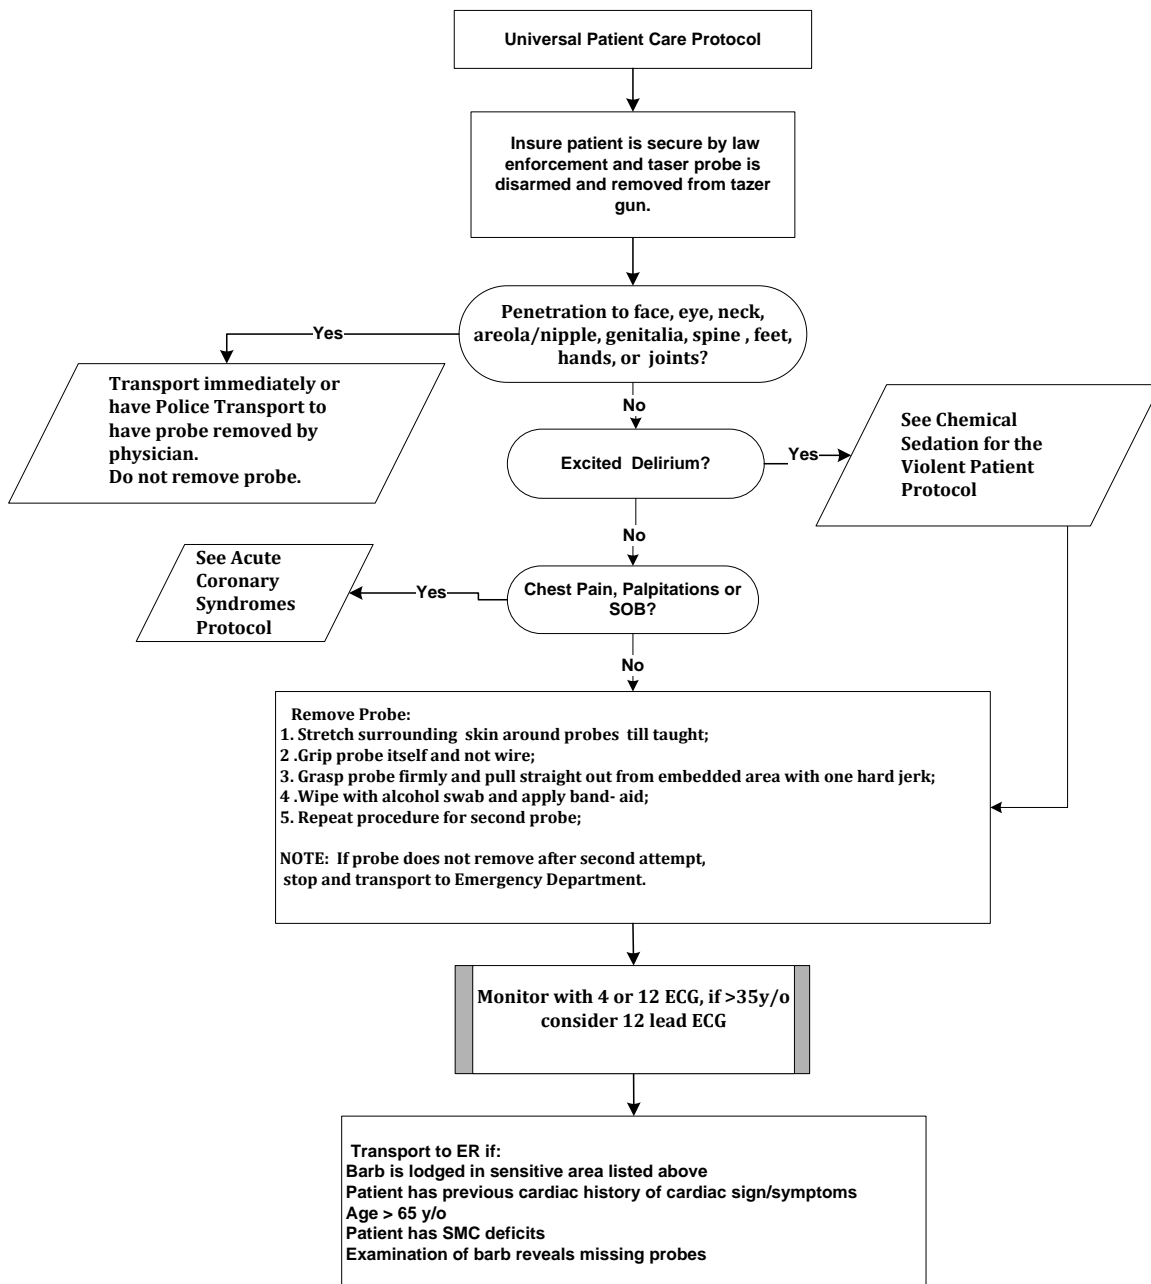 Universal Patient Care Protocol
Insure patient is secure by law
enforcement and taser probe is
disarmed and removed from tazer
gun.
Penetration to face, eye, neck,
areola/nipple, genitalia, spine , feet,
hands, or joints?
Yes
Transport immediately or
have Police Transport to
have probe removed by
physician.
Do not remove probe.
No
Excited Delirium?
Yes
See Chemical
Sedation for the
Violent Patient
Protocol
No
Chest Pain, Palpitations or
SOB?
Yes
See Acute
Coronary
Syndromes
Protocol
No
Remove Probe:
1. Stretch surrounding skin around probes till taught;
2 .Grip probe itself and not wire;
3. Grasp probe firmly and pull straight out from embedded area with one hard jerk;
4 .Wipe with alcohol swab and apply band- aid;
5. Repeat procedure for second probe;
NOTE: If probe does not remove after second attempt,
stop and transport to Emergency Department.
Monitor with 4 or 12 ECG, if >35y/o
consider 12 lead ECG
Transport to ER if:
Barb is lodged in sensitive area listed above
Patient has previous cardiac history of cardiac sign/symptoms
Age > 65 y/o
Patient has SMC deficits
Examination of barb reveals missing probes